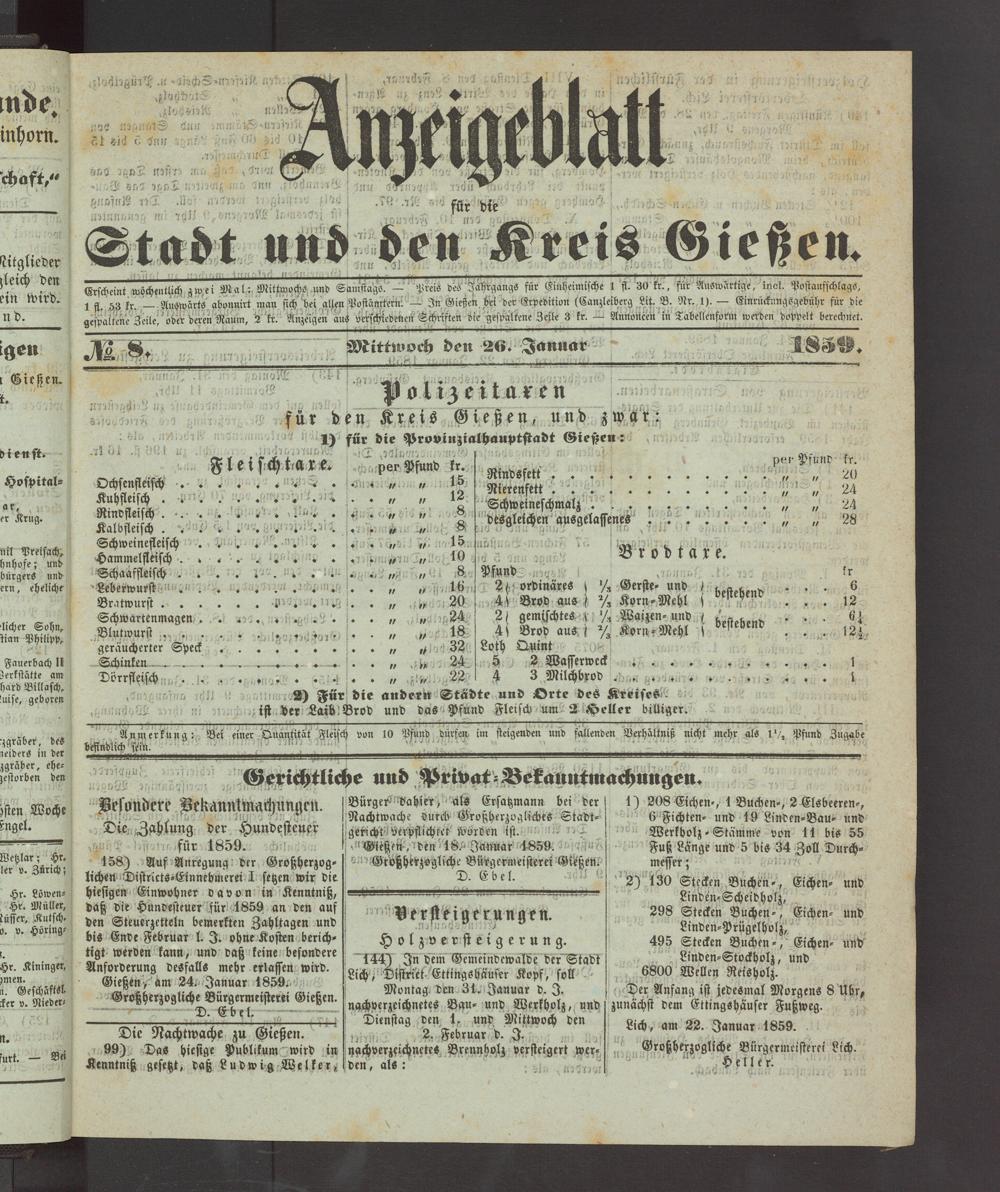 Anzeigeblatt
für die
Stadt und den Kreis Gießen.
Erscheint wöchentlich zwei Mal: Mittwochs und Samstags. — Preis des Jahrgangs für Einheimische 1 fl. 30 kr., für Auswärtige, incl. Postaufschlags,
1 fl. 53 kr. — Auswärts abonnirt man sich bei allen Postämtern. — In Gießen bei der Expedition (Canzleiberg Lit. B. Nr. 1). — Einrückungsgebühr für die
gespaltene Zeile, oder deren Raum, 2 kr. Anzeigen aus verschiedenen Schriften die gespaltene Zeile 3 kr. — Annoncen in Tabellenform werden doppelt berechnet.
№ 8. Mittwoch den 26. Januar 1859.
Polizeitaxen
für den Kreis Gießen, und zwar:
1) für die Provinzialhauptstadt Gießen:
Fleischtaxe. per Pfund kr.
Ochsenfleisch . . . „ „ 15
Kuhfleisch . . . „ „ 12
Rindfleisch . . . „ „ 8
Kalbfleisch . . . „ „ 8
Schweinefleisch . . . „ „ 15
Hammelfleisch . . . „ „ 10
Schaaffleisch . . . „ „ 8
Leberwurst . . . „ „ 16
Bratwurst . . . „ „ 20
Schwartenmagen . . . „ „ 24
Blutwurst . . . „ „ 18
geräucherter Speck . . . „ „ 32
Schinken . . . „ „ 24
Dörrfleisch . . . „ „ 22
per Pfund kr.
Rindsfett . . . „ „ 20
Nierenfett . . . „ „ 24
Schweineschmalz . . . „ „ 24
desgleichen ausgelassenes . . . „ „ 28
Brodtaxe.
Pfund kr
2 ordinäres ⅓ Gerste- und bestehend . . . 6
4 Brod aus ⅔ Korn-Mehl . . . 12
2 gemischtes ⅓ Waizen- und bestehend . . . 6¼
4 Brod aus ⅔ Korn-Mehl . . . 12½
Loth Quint
5 2 Wasserweck . . . 1
4 3 Milchbrod . . . 1
2) Für die andern Städte und Orte des Kreises
ist der Laib Brod und das Pfund Fleisch um 2 Heller billiger.
Anmerkung: Bei einer Quantität Fleisch von 10 Pfund dürfen im steigenden und fallenden Verhältniß nicht mehr als 1½ Pfund Zugabe
befindlich sein.
Gerichtliche und Privat-Bekanntmachungen.
Besondere Bekanntmachungen.
Die Zahlung der Hundesteuer
für 1859.
158) Auf Anregung der Großherzog-
lichen Districts-Einnehmerei I setzen wir die
hiesigen Einwohner davon in Kenntniß,
daß die Hundesteuer für 1859 an den auf
den Steuerzetteln bemerkten Zahltagen und
bis Ende Februar l. J. ohne Kosten berich-
tigt werden kann, und daß keine besondere
Anforderung desfalls mehr erlassen wird.
Gießen, am 24. Januar 1859.
Großherzogliche Bürgermeisterei Gießen.
D. Ebel.
Die Nachtwache zu Gießen.
99) Das hiesige Publikum wird in
Kenntniß gesetzt, daß Ludwig Welker,
Bürger dahier, als Ersatzmann bei der
Nachtwache durch Großherzogliches Stadt-
gericht verpflichtet worden ist.
Gießen, den 18. Januar 1859.
Großherzogliche Bürgermeisterei Gießen.
D. Ebel.
Versteigerungen.
Holzversteigerung.
144) In dem Gemeindewalde der Stadt
Lich, District Ettingshäuser Kopf, soll
Montag den 31. Januar d. J.
nachverzeichnetes Bau- und Werkholz, und
Dienstag den 1. und Mittwoch den
2. Februar d. J.
nachverzeichnetes Brennholz versteigert wer-
den, als:
1) 208 Eichen-, 1 Buchen-, 2 Elsbeeren-,
6 Fichten- und 19 Linden-Bau- und
Werkholz-Stämme von 11 bis 55
Fuß Länge und 5 bis 34 Zoll Durch-
messer;
2) 130 Stecken Buchen-, Eichen- und
Linden-Scheidholz,
298 Stecken Buchen-, Eichen- und
Linden-Prügelholz,
495 Stecken Buchen-, Eichen- und
Linden-Stockholz, und
6800 Wellen Reisholz.
Der Anfang ist jedesmal Morgens 8 Uhr,
zunächst dem Ettingshäuser Fußweg.
Lich, am 22. Januar 1859.
Großherzogliche Bürgermeisterei Lich.
Heller.